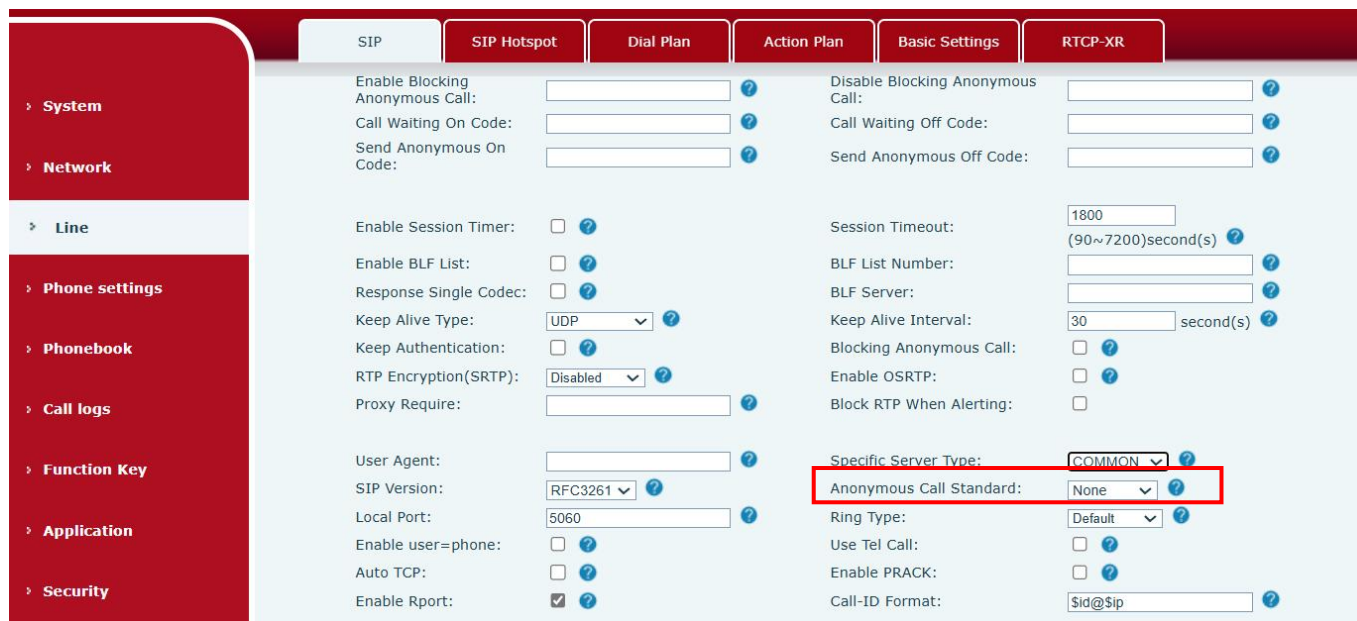 SIP
SIP Hotspot
Dial Plan
Action Plan
Basic Settings
RTCP-XR
System
Network
Line
Phone settings
Phonebook
Call logs
Function Key
Application
Security
Enable Blocking
Anonymous Call:
Disable Blocking Anonymous
Call:
Call Waiting On Code:
Call Waiting Off Code:
Send Anonymous On
Code:
Send Anonymous Off Code:
Enable Session Timer:
Session Timeout:
1800
(90~7200)second(s)
Enable BLF List:
BLF List Number:
Response Single Codec:
BLF Server:
Keep Alive Type:
UDP
Keep Alive Interval:
30
second(s)
Keep Authentication:
Blocking Anonymous Call:
RTP Encryption(SRTP):
Disabled
Enable OSRTP:
Proxy Require:
Block RTP When Alerting:
User Agent:
Specific Server Type:
COMMON
SIP Version:
RFC3261
Anonymous Call Standard:
None
Local Port:
5060
Ring Type:
Default
Enable user=phone:
Use Tel Call:
Auto TCP:
Enable PRACK:
Enable Rport:
Call-ID Format:
$id@$ip